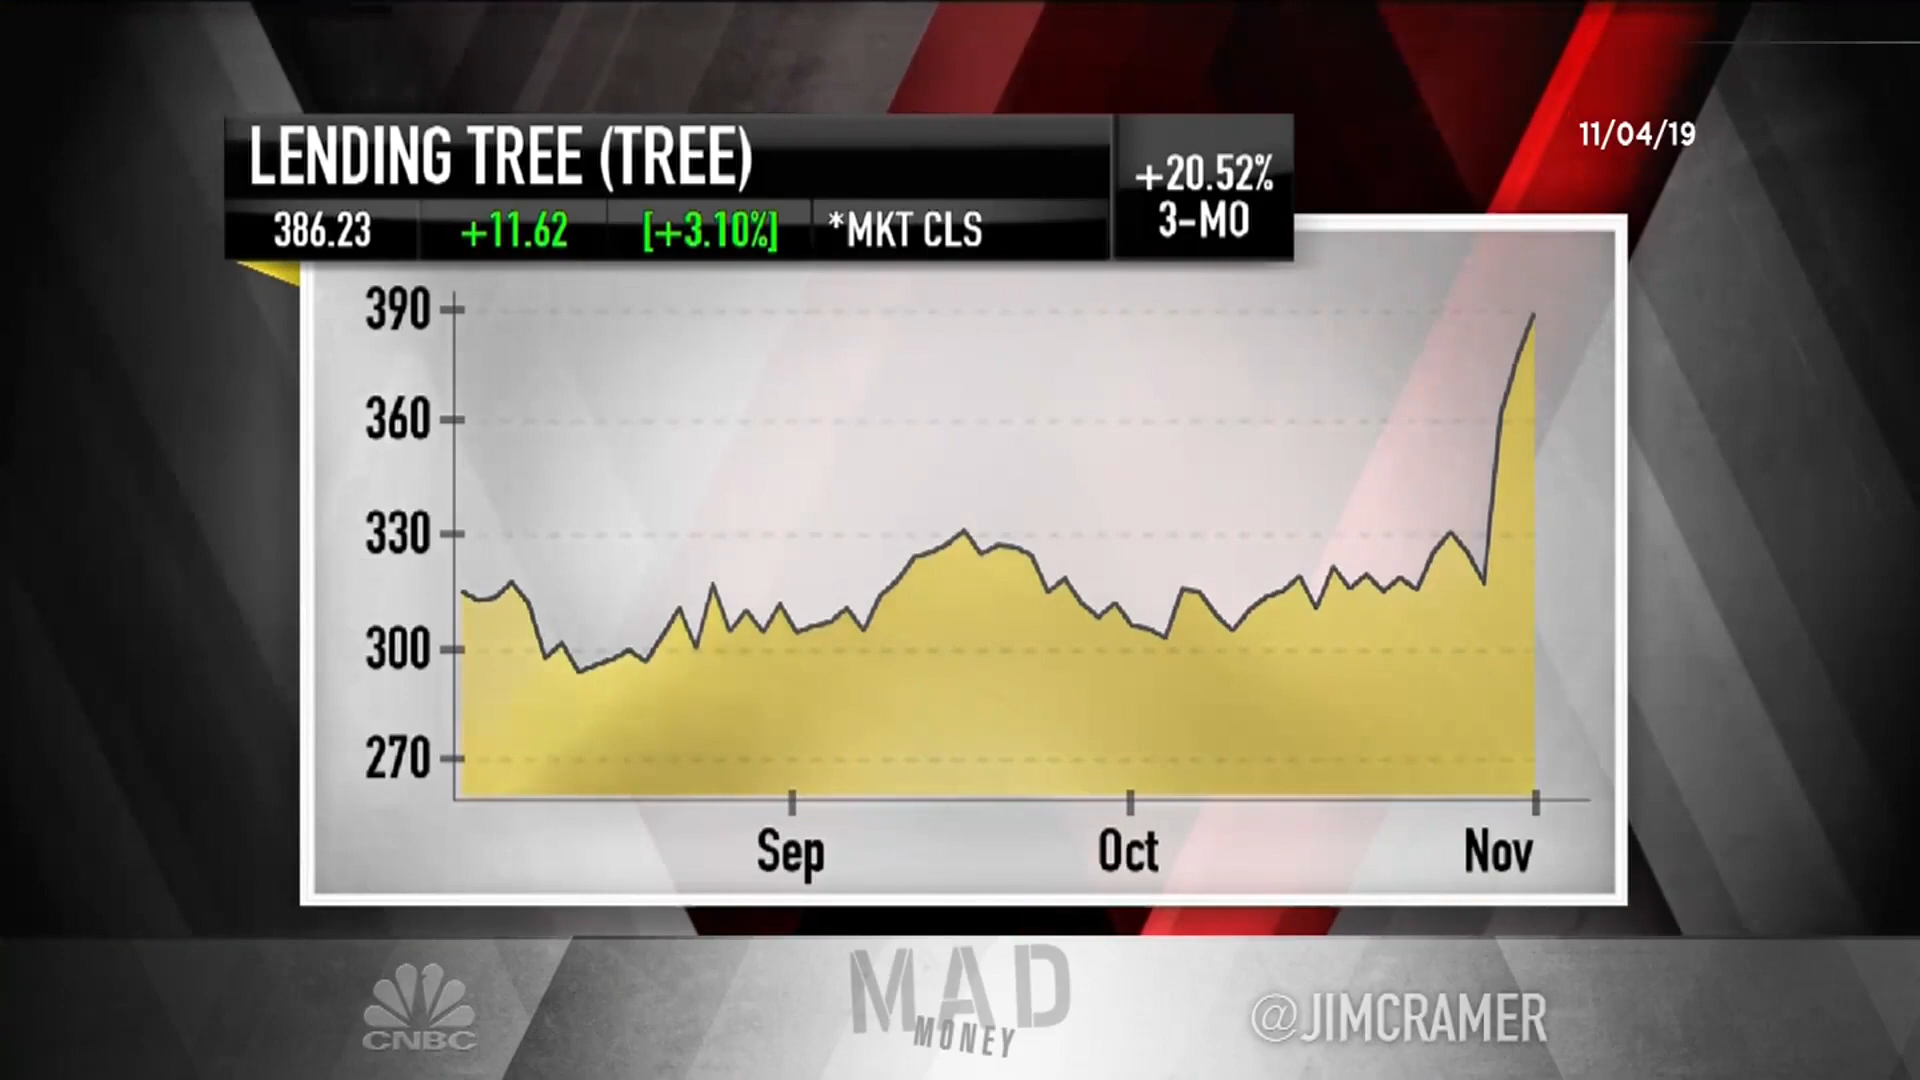 LENDING TREE (TREE)
386.23 +11.62 [+3.10%] *MKT CLS
+20.52%
3-MO
11/04/19
390
360
330
300
270
Sep Oct Nov
CNBC
MAD
MONEY
@JIMCRAMER